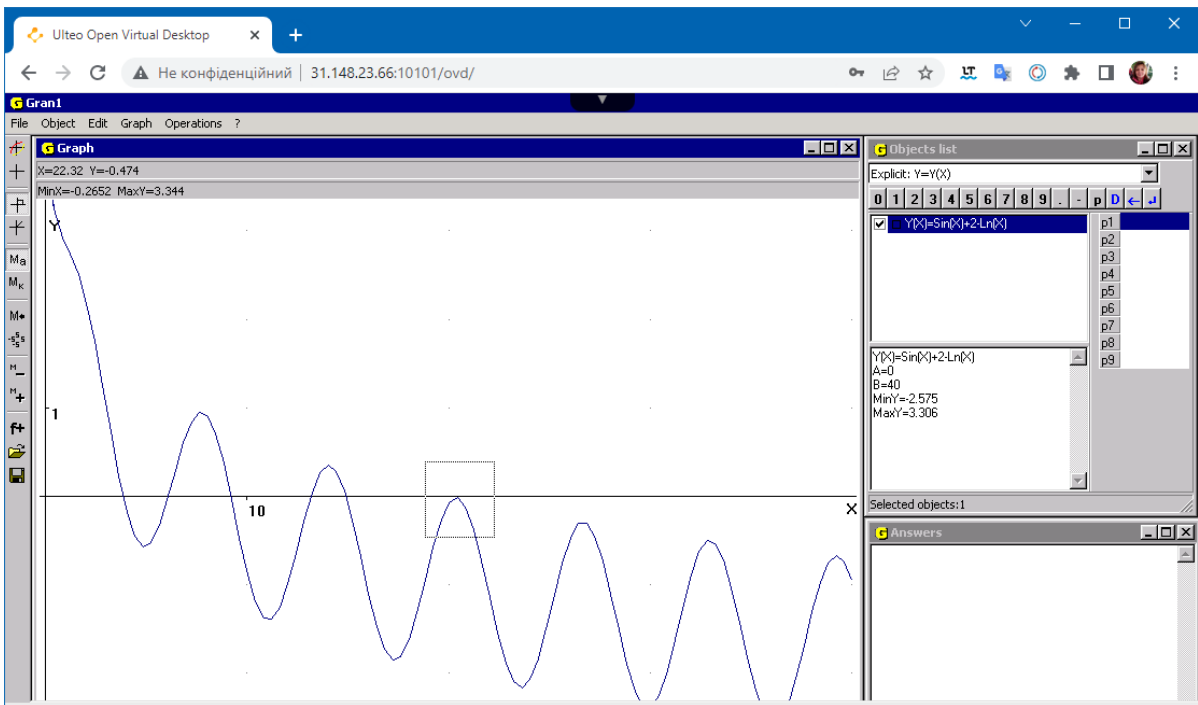 Ulteo Open Virtual Desktop
Не конфіденційний
31.148.23.66:10101/ovd/
Gran1
File Object Edit Graph Operations ?
Graph
X=22.32 Y=-0.474
MinX=-0.2652 MaxY=3.344
Y
1
10
X
Ma
Mк
M
M
M
f+
Objects list
Explicit: Y=Y(X)
0 1 2 3 4 5 6 7 8 9 . - p D
Y(X)=Sin(X)+2-Ln(X)
p1
p2
p3
p4
p5
p6
p7
p8
p9
Y(X)=Sin(X)+2-Ln(X)
A=0
B=40
MinY=-2.575
MaxY=3.306
Selected objects:1
Answers